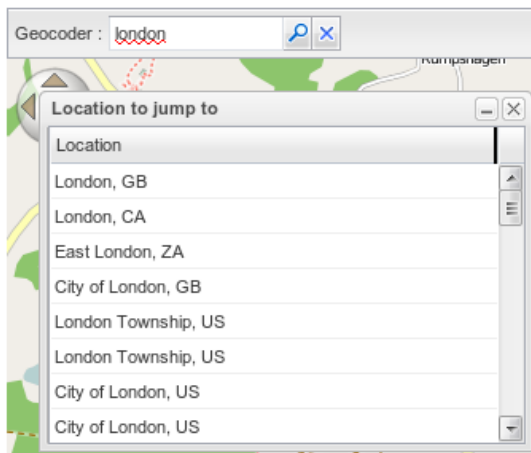 Geocoder : london
Rumpshagen
Location to jump to
Location
London, GB
London, CA
East London, ZA
City of London, GB
London Township, US
London Township, US
City of London, US
City of London, US